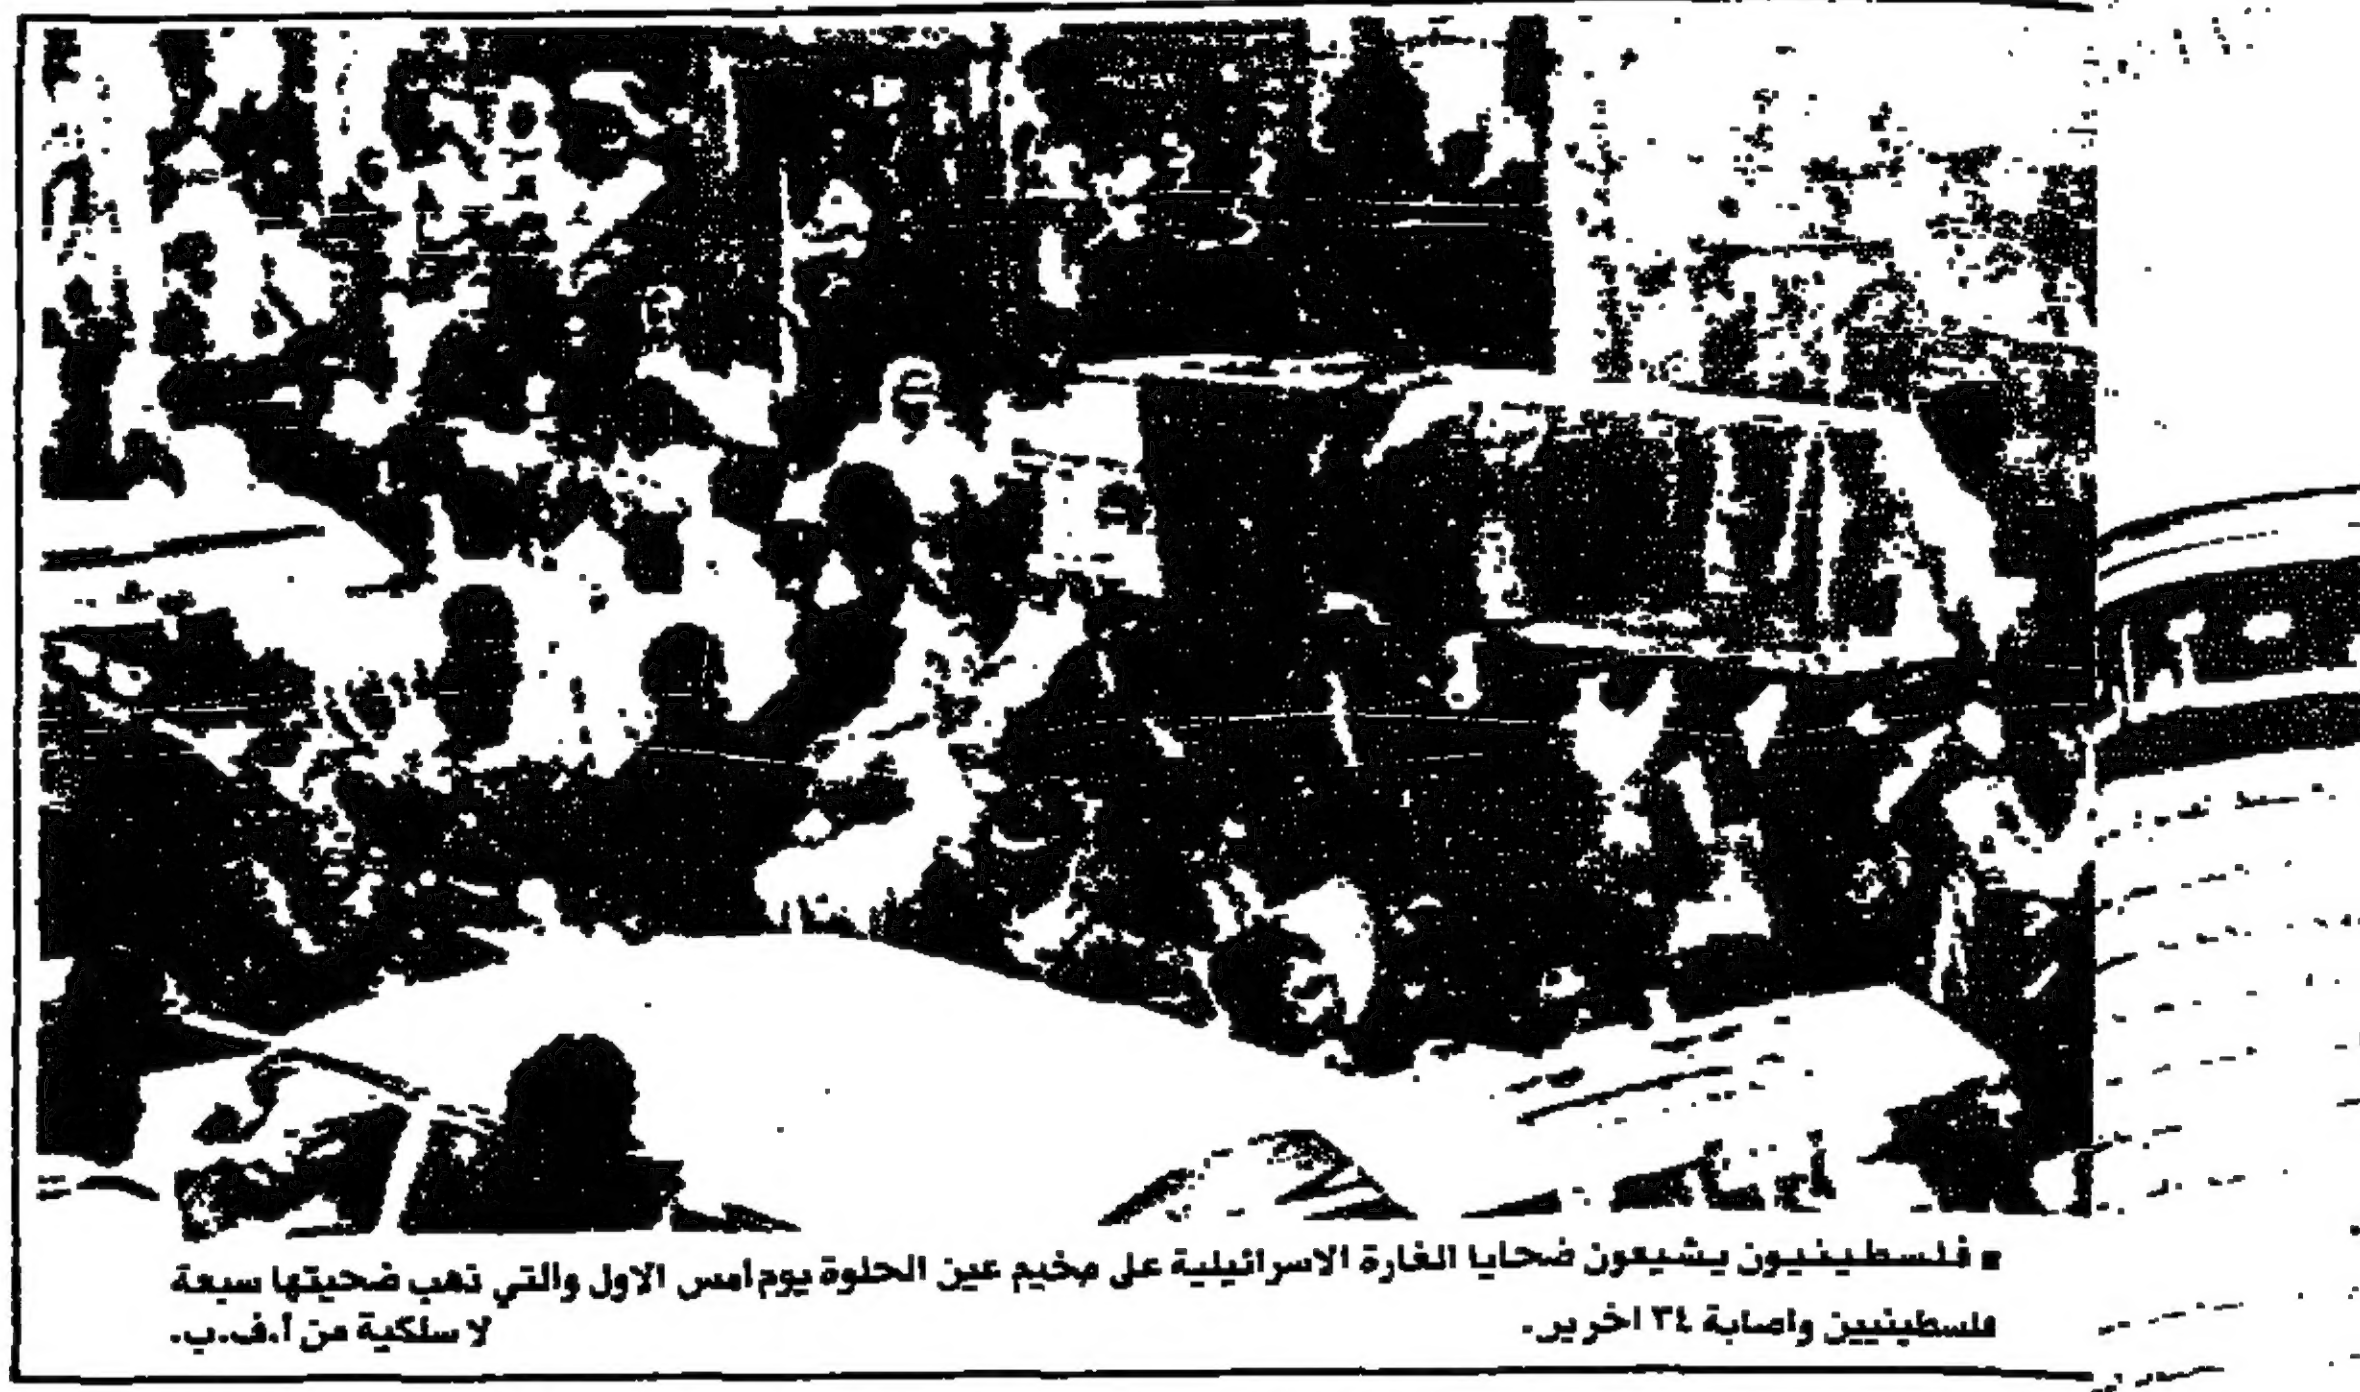 ■ فلسطينيون يشيعون ضحايا الغارة الاسرائيلية على مخيم عين الحلوة يوم امس الاول والتي ذهب ضحيتها سبعة
فلسطينيين واصابة ٣٤ اخرير.
لا سلكية من أ.ف.ب.